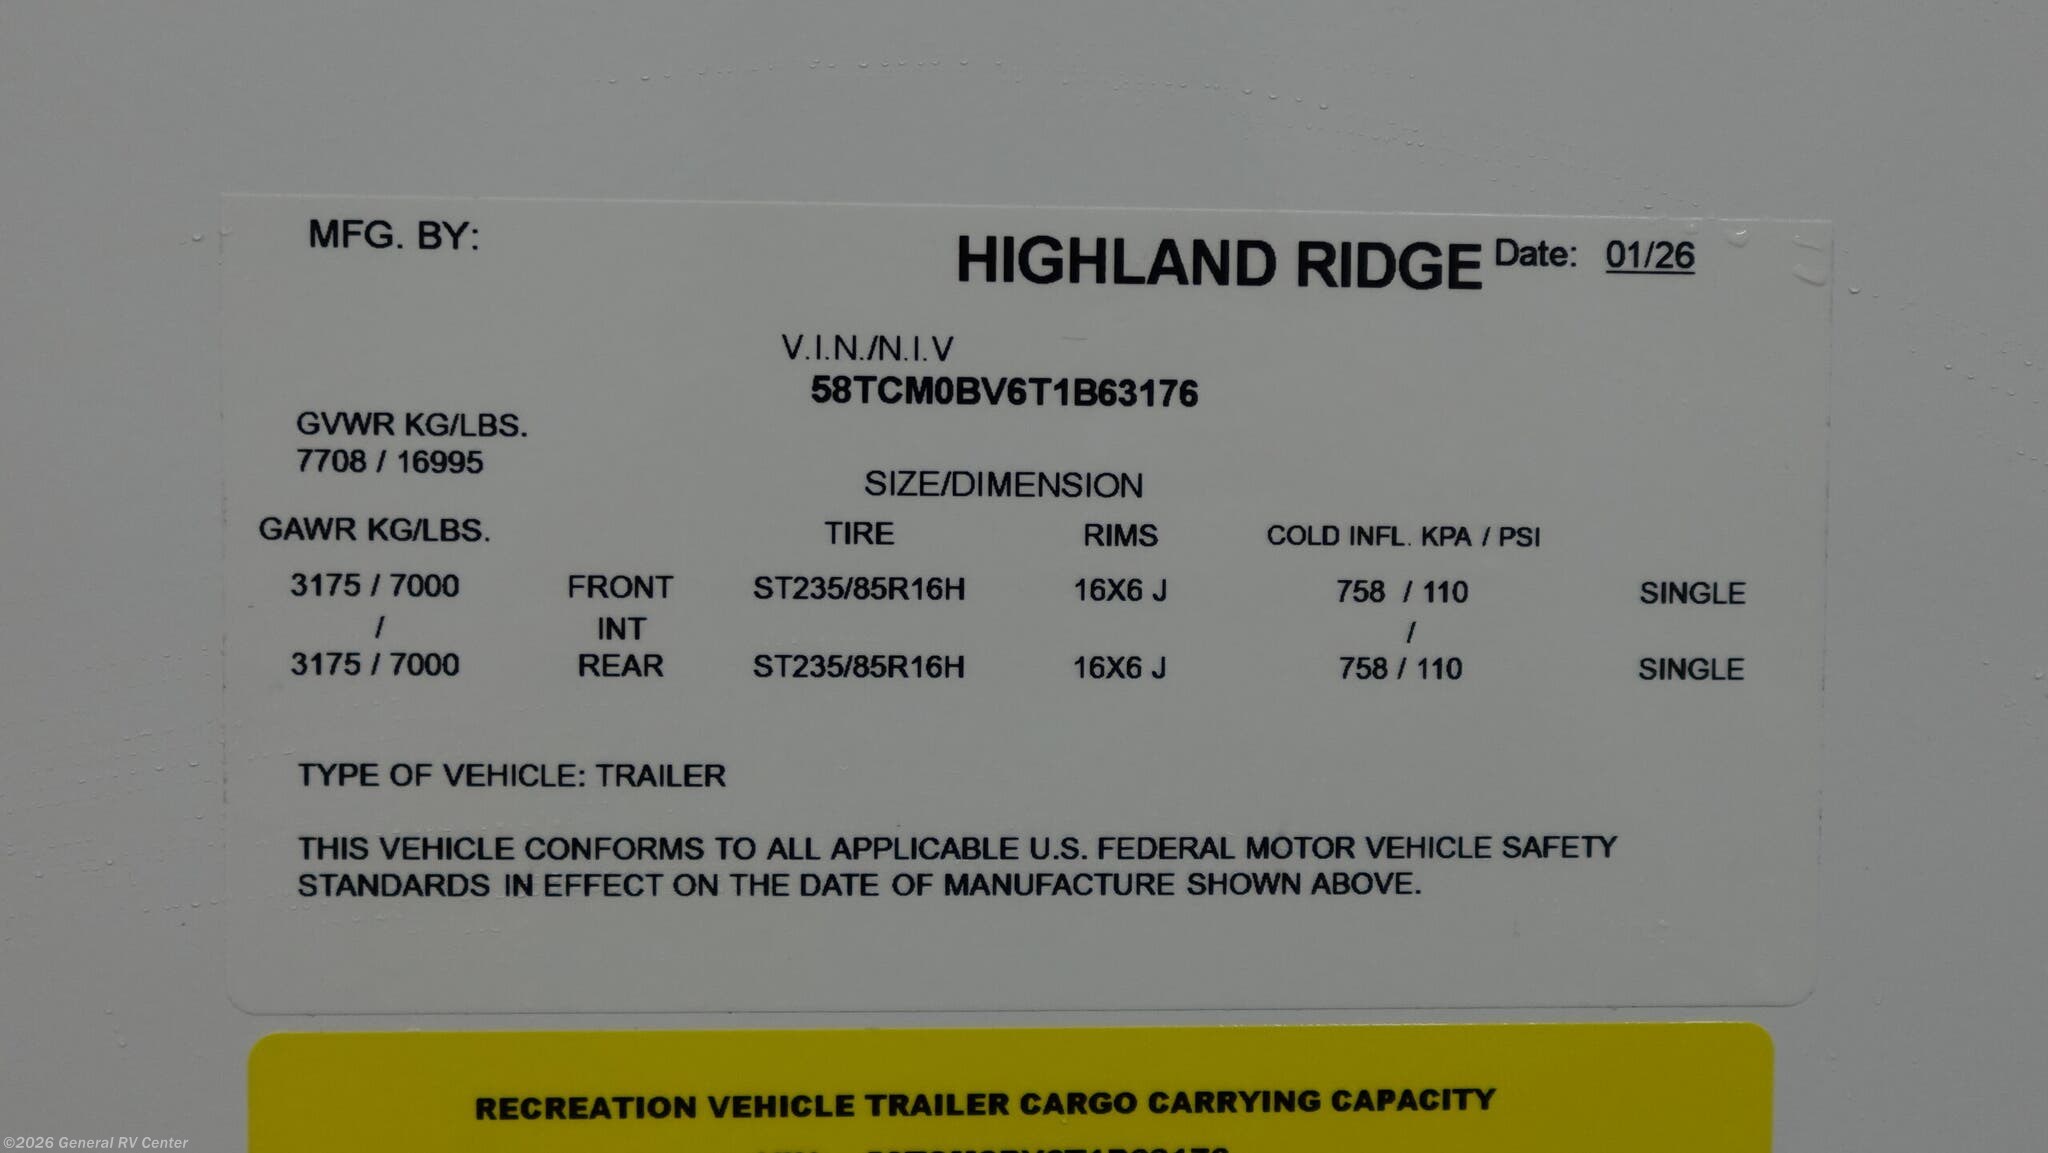 MFG. BY:
HIGHLAND RIDGE Date: 01/26
V.I.N./N.I.V
58TCM0BV6T1B63176
GVWR KG/LBS.
7708 / 16995
SIZE/DIMENSION
GAWR KG/LBS. TIRE RIMS COLD INFL. KPA / PSI
3175 / 7000 FRONT ST235/85R16H 16X6 J 758 / 110 SINGLE
/ INT /
3175 / 7000 REAR ST235/85R16H 16X6 J 758 / 110 SINGLE
TYPE OF VEHICLE: TRAILER
THIS VEHICLE CONFORMS TO ALL APPLICABLE U.S. FEDERAL MOTOR VEHICLE SAFETY
STANDARDS IN EFFECT ON THE DATE OF MANUFACTURE SHOWN ABOVE.
RECREATION VEHICLE TRAILER CARGO CARRYING CAPACITY
©2026 General RV Center